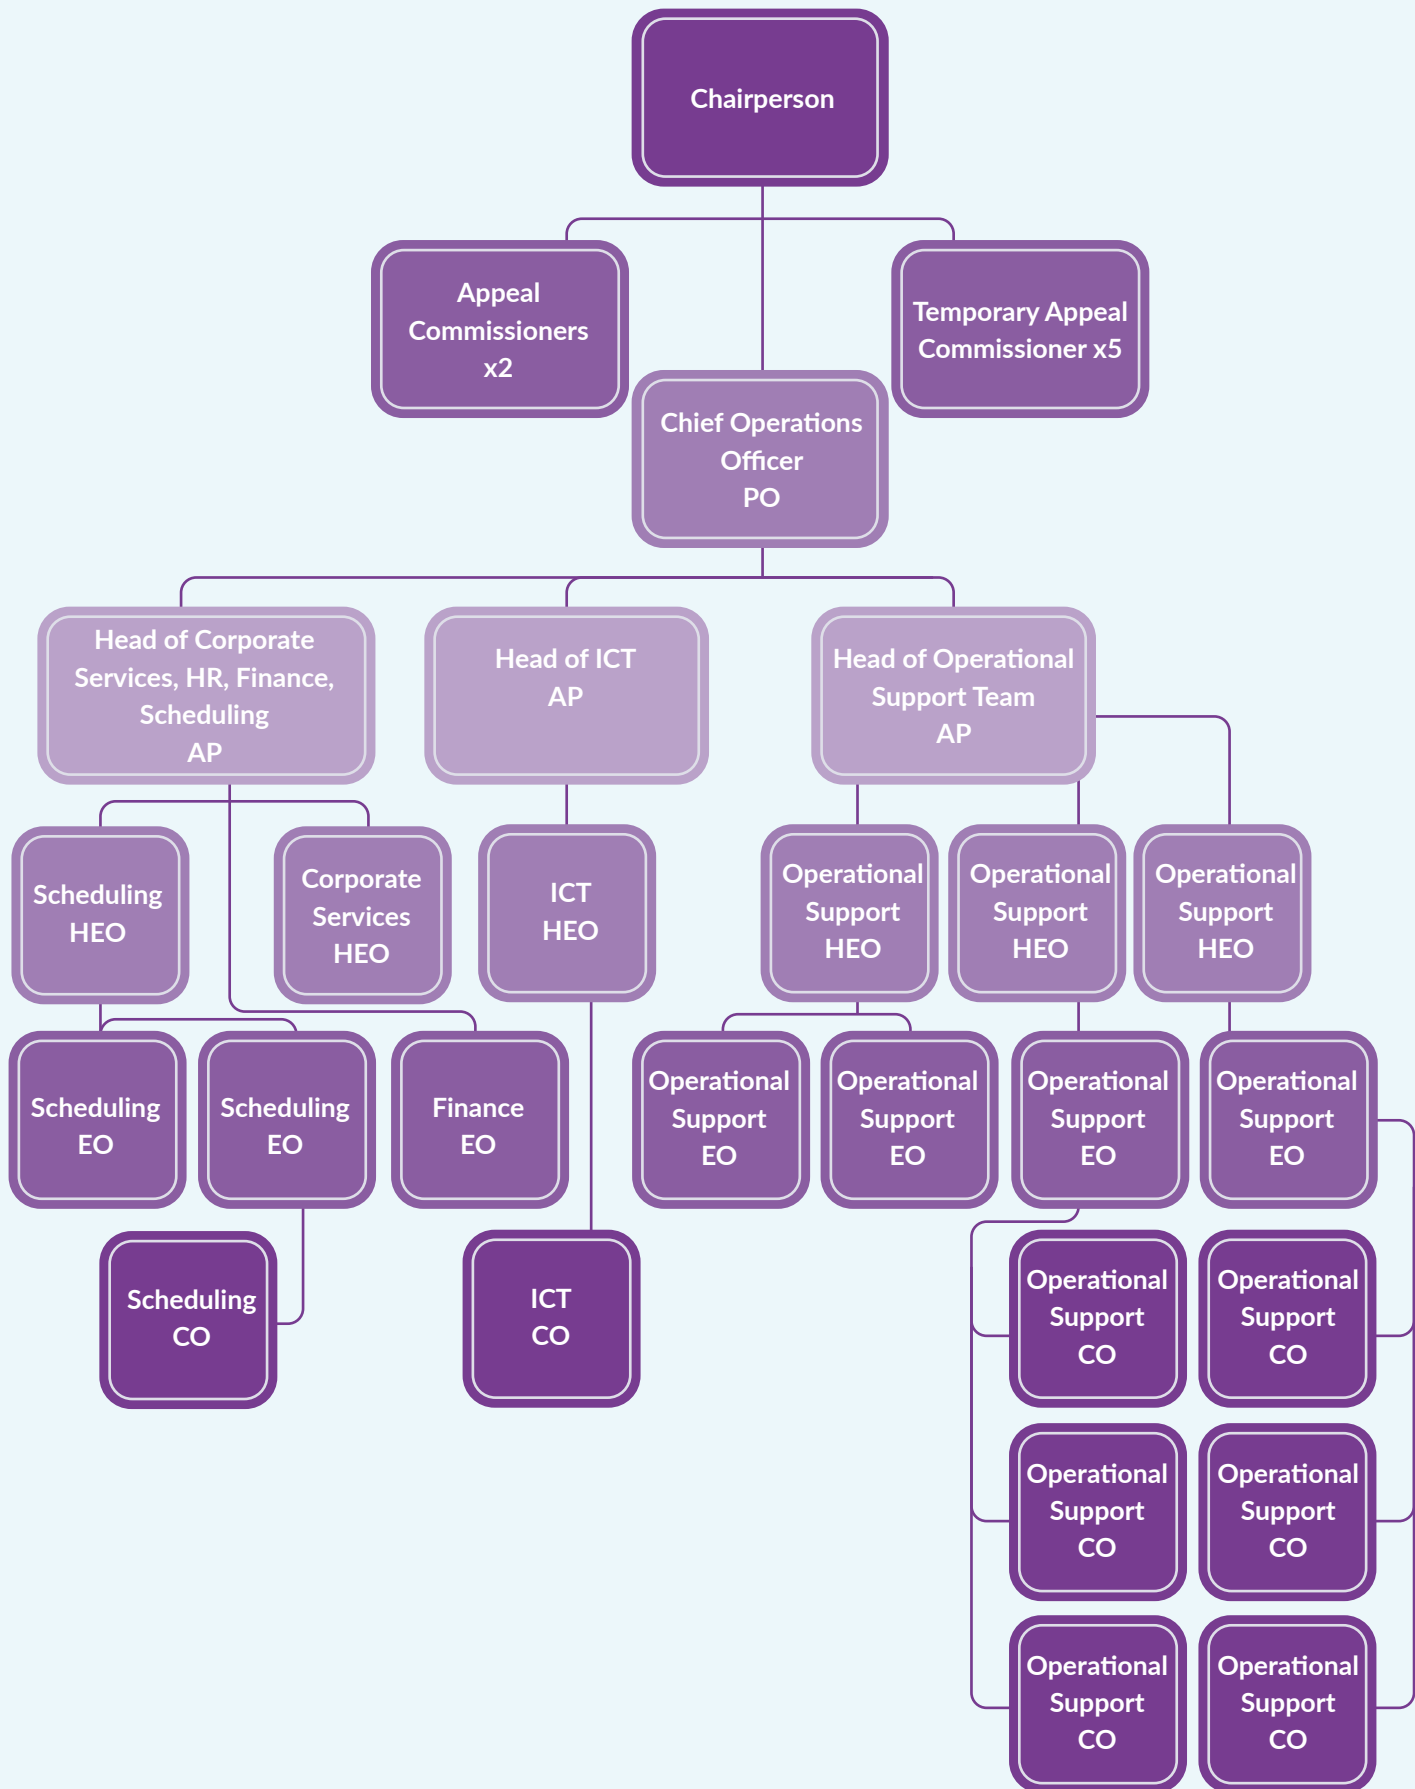 Chairperson
Appeal
Commissioners
x2
Temporary Appeal
Commissioner x5
Chief Operations
Officer
PO
Head of Corporate
Services, HR, Finance,
Scheduling
AP
Head of ICT
AP
Head of Operational
Support Team
AP
Scheduling
HEO
Corporate
Services
HEO
ICT
HEO
Operational
Support
HEO
Operational
Support
HEO
Operational
Support
HEO
Scheduling
EO
Scheduling
EO
Finance
EO
Operational
Support
EO
Operational
Support
EO
Operational
Support
EO
Operational
Support
EO
Scheduling
CO
ICT
CO
Operational
Support
CO
Operational
Support
CO
Operational
Support
CO
Operational
Support
CO
Operational
Support
CO
Operational
Support
CO